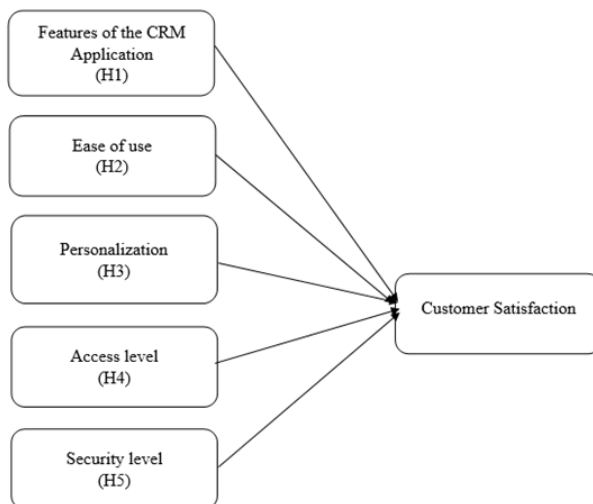 Features of the CRM
Application
(H1)
Ease of use
(H2)
Personalization
(H3)
Customer Satisfaction
Access level
(H4)
Security level
(H5)